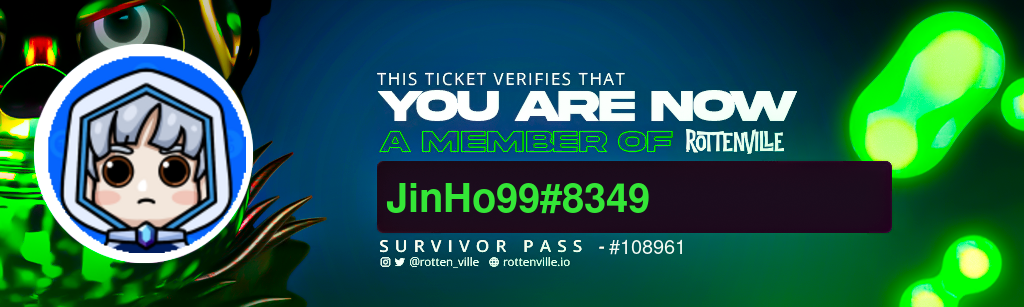 THIS TICKET VERIFIES THAT
YOU ARE NOW
A MEMBER OF ROTTENVILLE
JinHo99#8349
SURVIVOR PASS - #108961
@rotten_ville rottenville.io